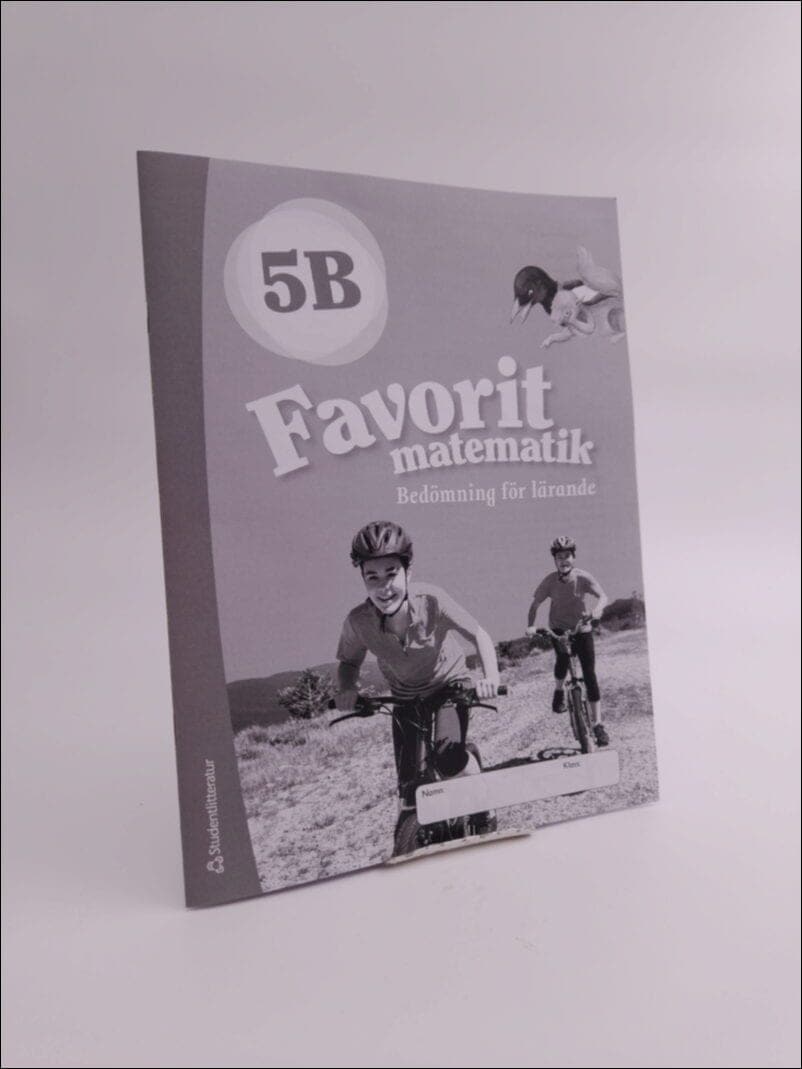 5B
Favorit
matematik
Bedömning för lärande
Namn:
Klass:
Studentlitteratur